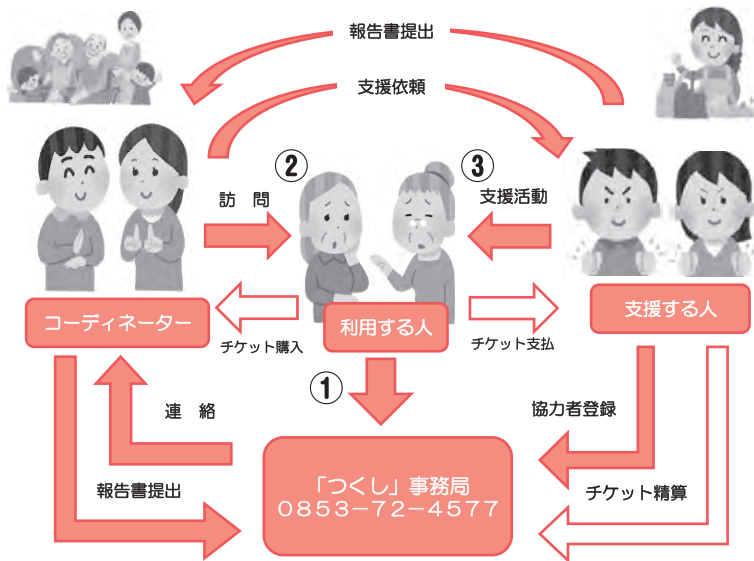 報告書提出
支援依頼
②
③
訪 問
支援活動
コーディネーター
チケット購入
利用する人
チケット支払
支援する人
①
連 絡
協力者登録
報告書提出
「つくし」事務局
0853-72-4577
チケット精算